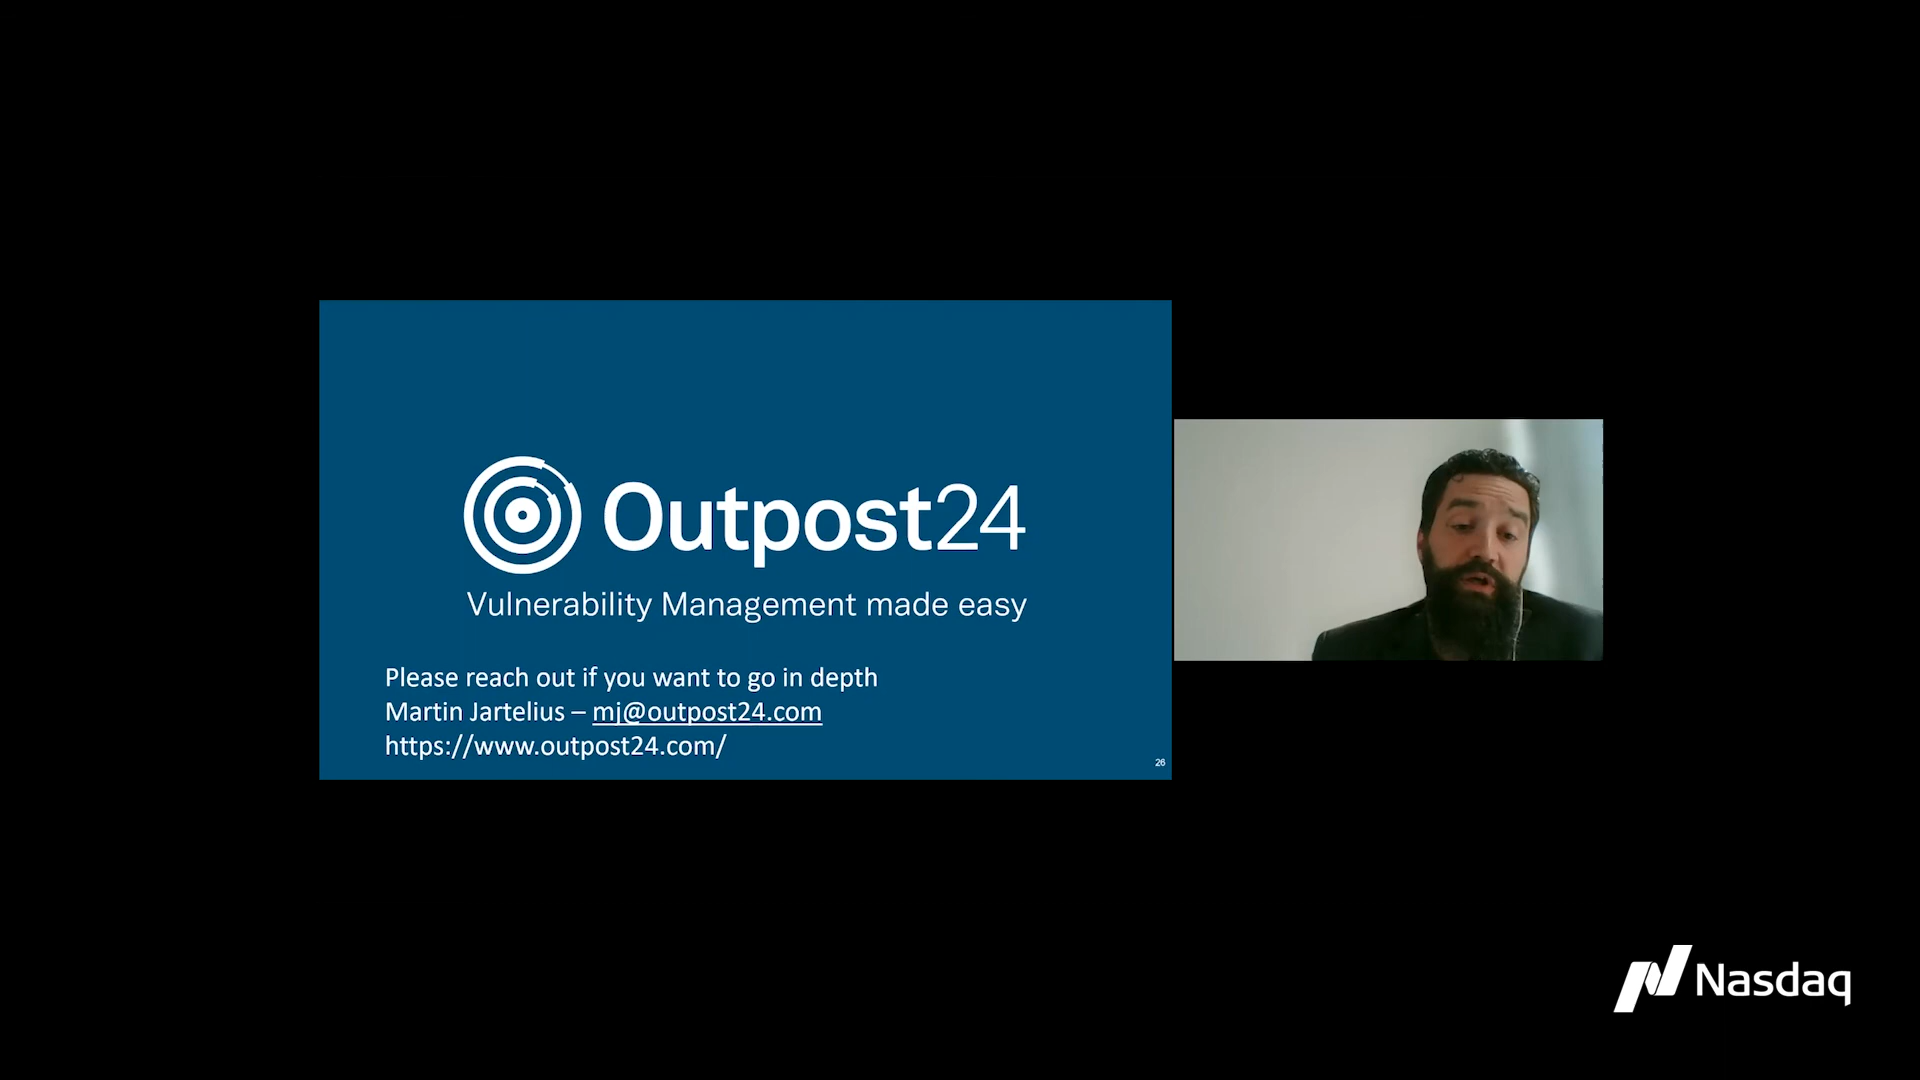 Outpost24
Vulnerability Management made easy
Please reach out if you want to go in depth
Martin Jartelius – mj@outpost24.com
https://www.outpost24.com/
26
Nasdaq